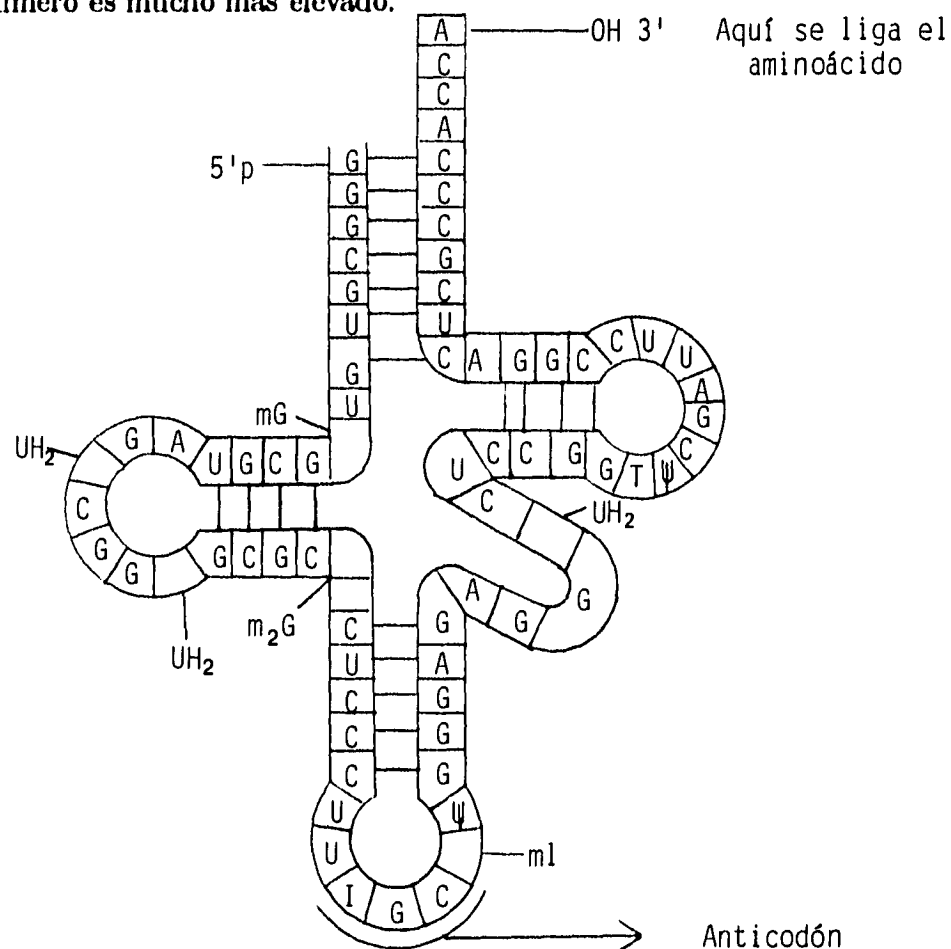 número es mucho más elevado.
A
OH 3' Aquí se liga el
aminoácido
C
C
A
5'p
G C
G C
G C
C G
G C
U U
G C A G G C C U U A G C Ψ T G G C C U
U
mG
UH₂
G A U G C G
C
G
G
G C G C
UH₂
m₂G
C UH₂
G
A G
C G
U A
C G
C G
C G
U Ψ
U
ml
I G C
Anticodón